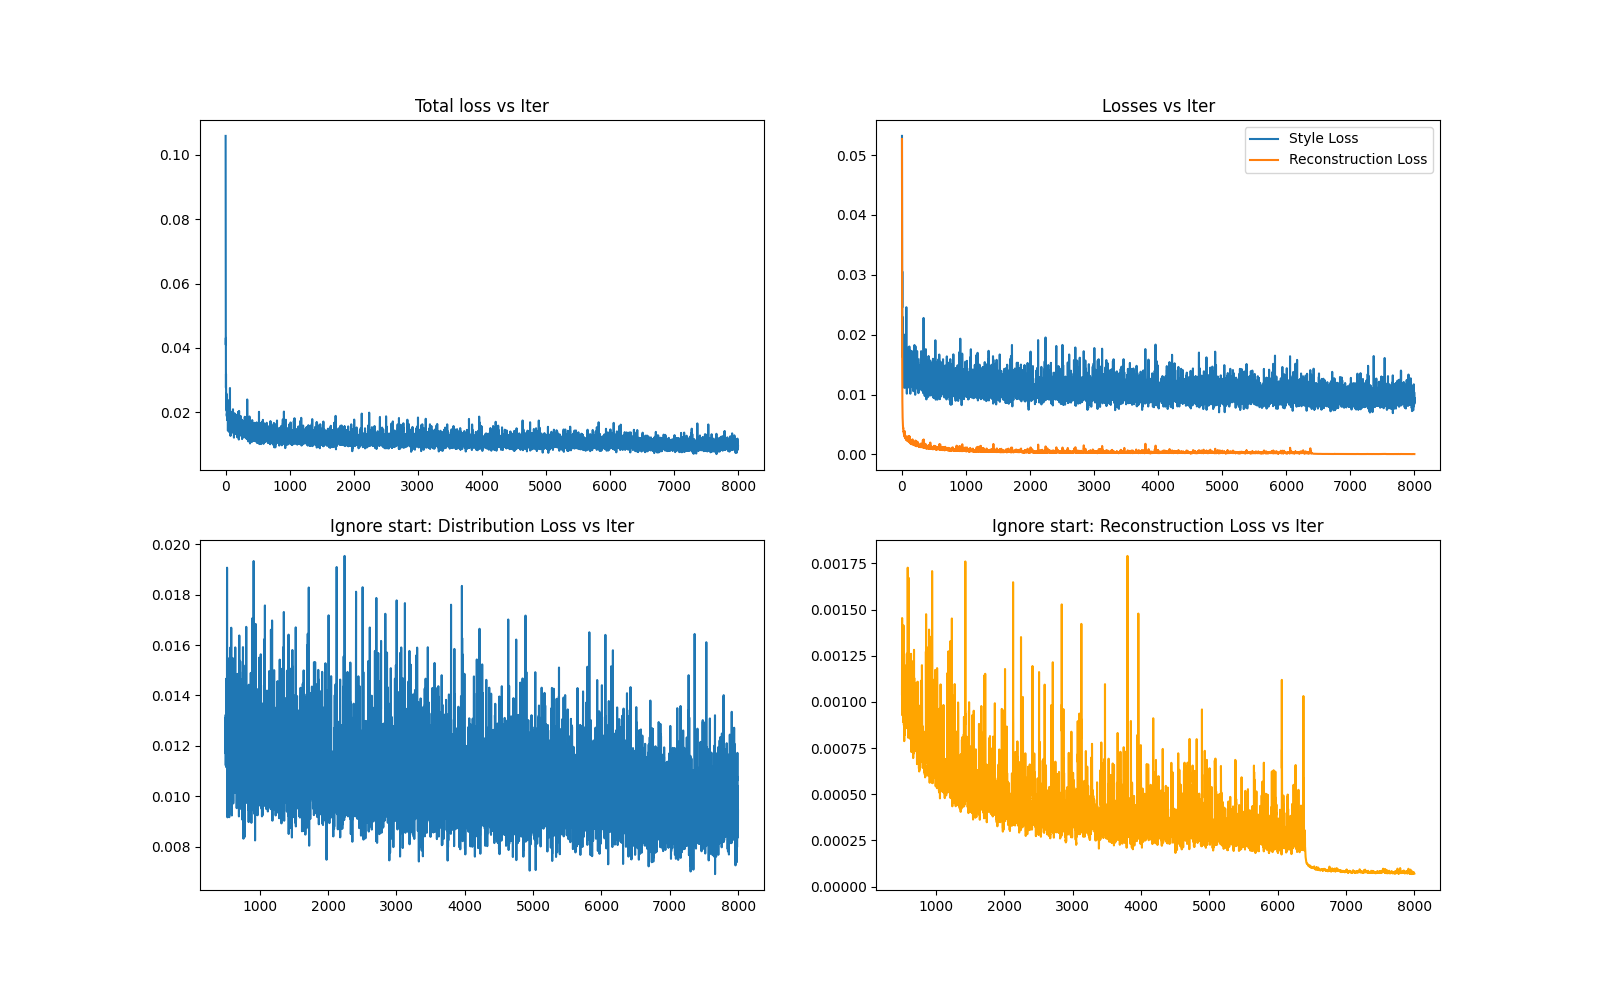 Total loss vs Iter
0.10
0.08
0.06
0.04
0.02
0 1000 2000 3000 4000 5000 6000 7000 8000
Losses vs Iter
Style Loss
Reconstruction Loss
0.05
0.04
0.03
0.02
0.01
0.00
0 1000 2000 3000 4000 5000 6000 7000 8000
Ignore start: Distribution Loss vs Iter
0.020
0.018
0.016
0.014
0.012
0.010
0.008
1000 2000 3000 4000 5000 6000 7000 8000
Ignore start: Reconstruction Loss vs Iter
0.00175
0.00150
0.00125
0.00100
0.00075
0.00050
0.00025
0.00000
1000 2000 3000 4000 5000 6000 7000 8000